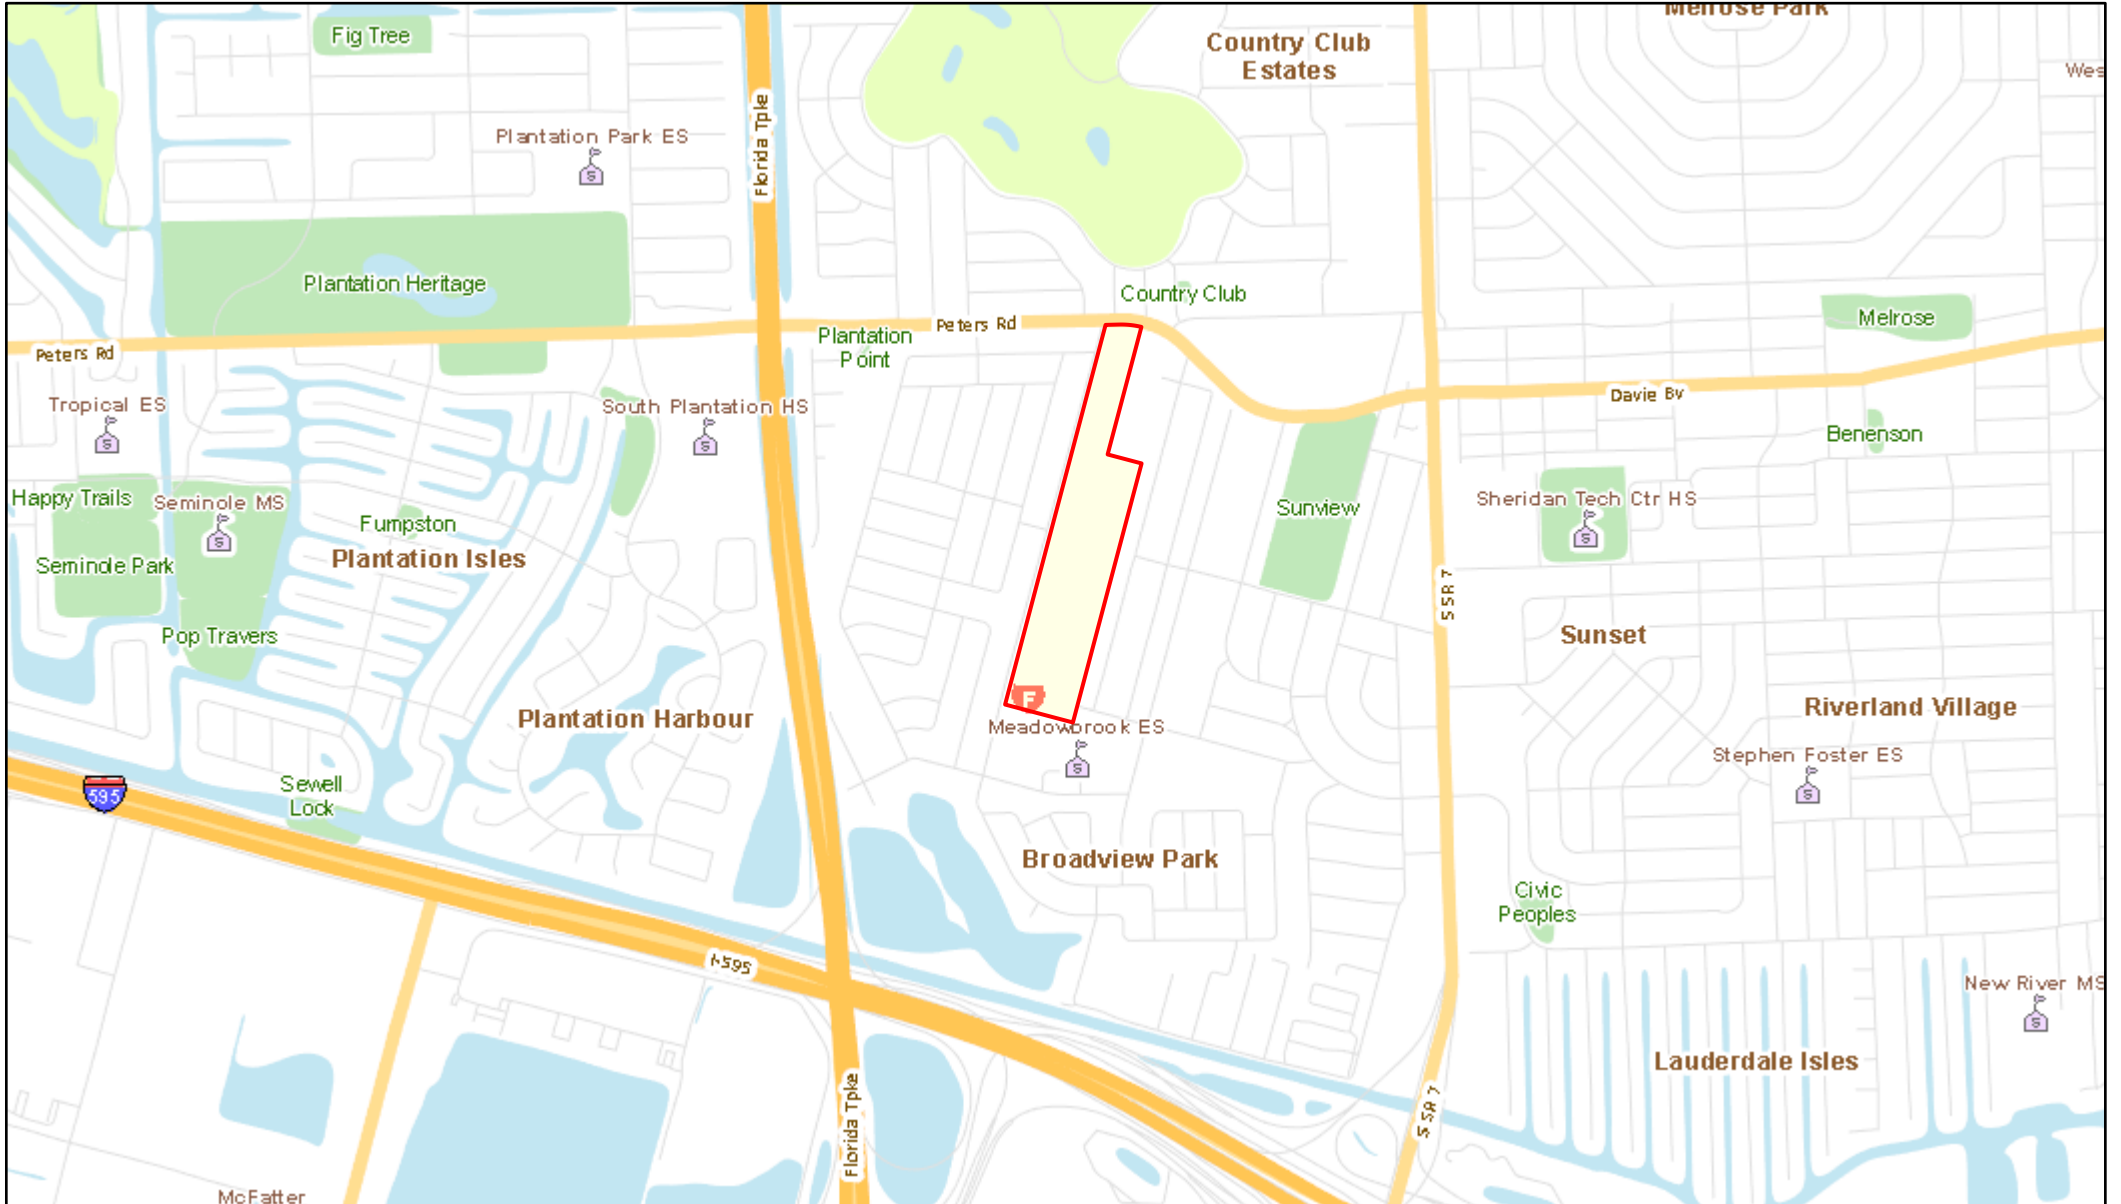 Melrose Park
Fig Tree
Country Club
Estates
Wes
Plantation Park ES
Florida Tpke
Plantation Heritage
Country Club
Peters Rd
Plantation
Point
Peters Rd
Melrose
Davie Bv
Tropical ES
South Plantation HS
Benenson
Happy Trails
Seminole MS
Sheridan Tech Ctr HS
Sunview
Fumpston
Plantation Isles
Seminole Park
S SR 7
Pop Travers
Sunset
F
Plantation Harbour
Meadowbrook ES
Riverland Village
Stephen Foster ES
595
Sewell
Lock
Broadview Park
Civic
Peoples
I-595
New River MS
Lauderdale Isles
Florida Tpke
S SR 7
McFatter